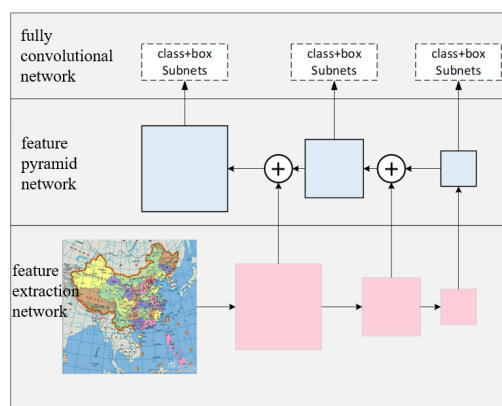 fully
convolutional
network
class+box
Subnets
class+box
Subnets
class+box
Subnets
feature
pyramid
network
+
+
feature
extraction
network